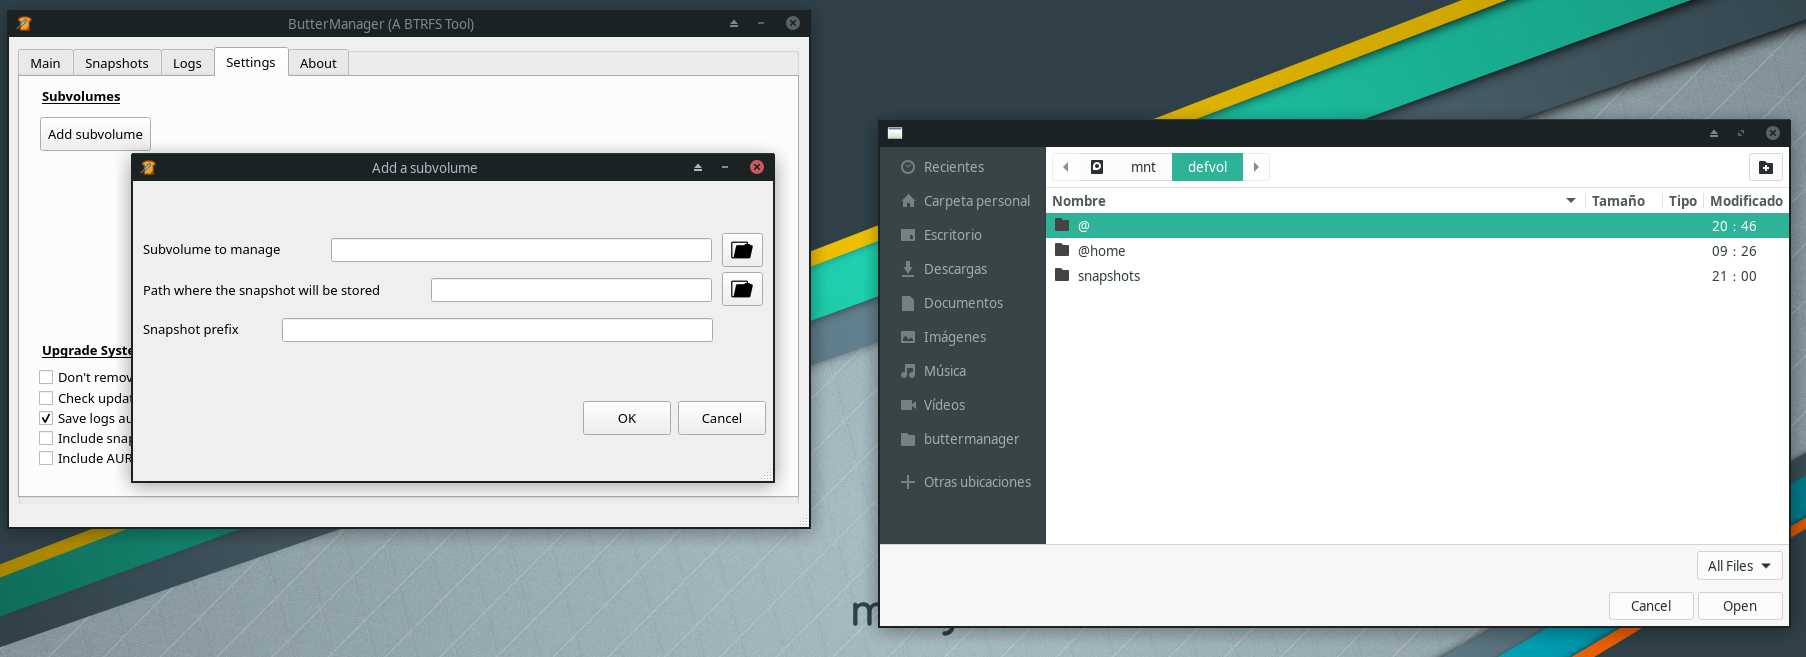 ButterManager (A BTRFS Tool)
Main Snapshots Logs Settings About
Subvolumes
Add subvolume
Add a subvolume
Subvolume to manage
Path where the snapshot will be stored
Snapshot prefix
OK Cancel
Upgrade Syste
Don't remov
Check updat
Save logs au
Include snap
Include AUR
mnt defvol
Recientes
Carpeta personal
Escritorio
Descargas
Documentos
Imágenes
Música
Vídeos
buttermanager
Otras ubicaciones
Nombre Tamaño Tipo Modificado
@ 20 : 46
@home 09 : 26
snapshots 21 : 00
All Files
Cancel Open